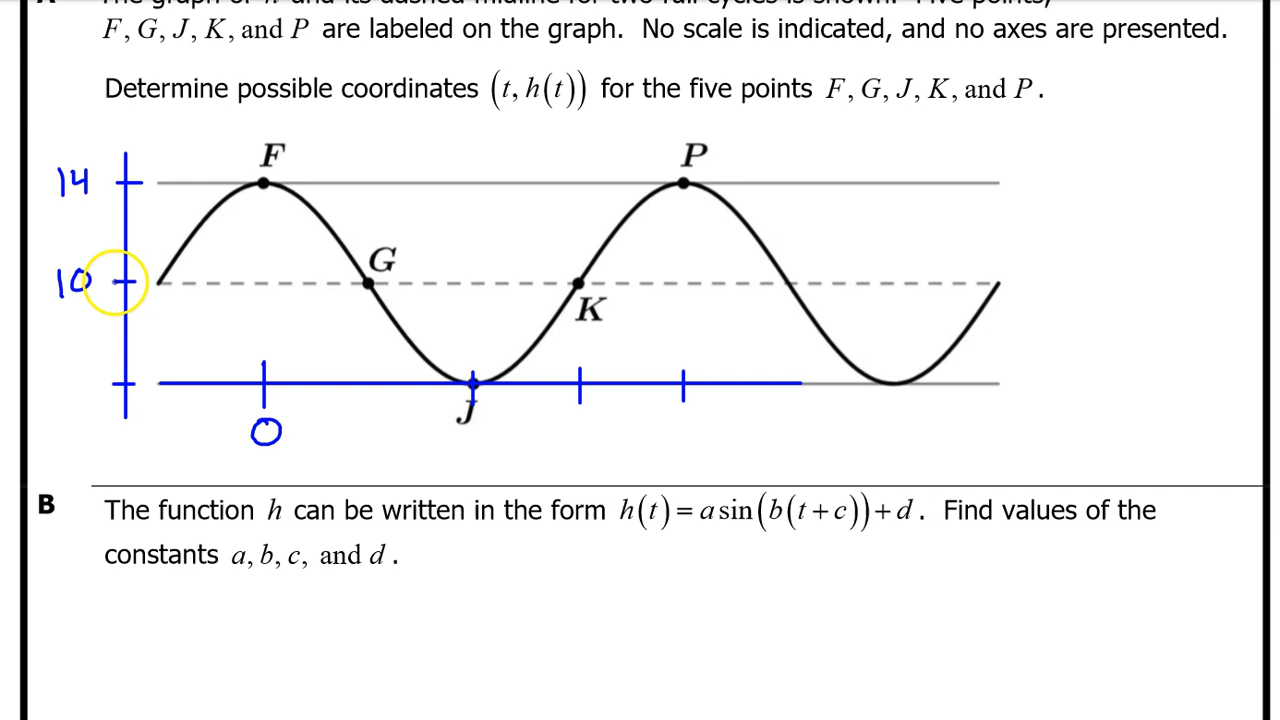 F, G, J, K, and P are labeled on the graph. No scale is indicated, and no axes are presented.
Determine possible coordinates (t, h(t)) for the five points F, G, J, K, and P.
F
P
14
G
10
K
J
0
B
The function h can be written in the form h(t) = a sin(b(t + c)) + d. Find values of the
constants a, b, c, and d.